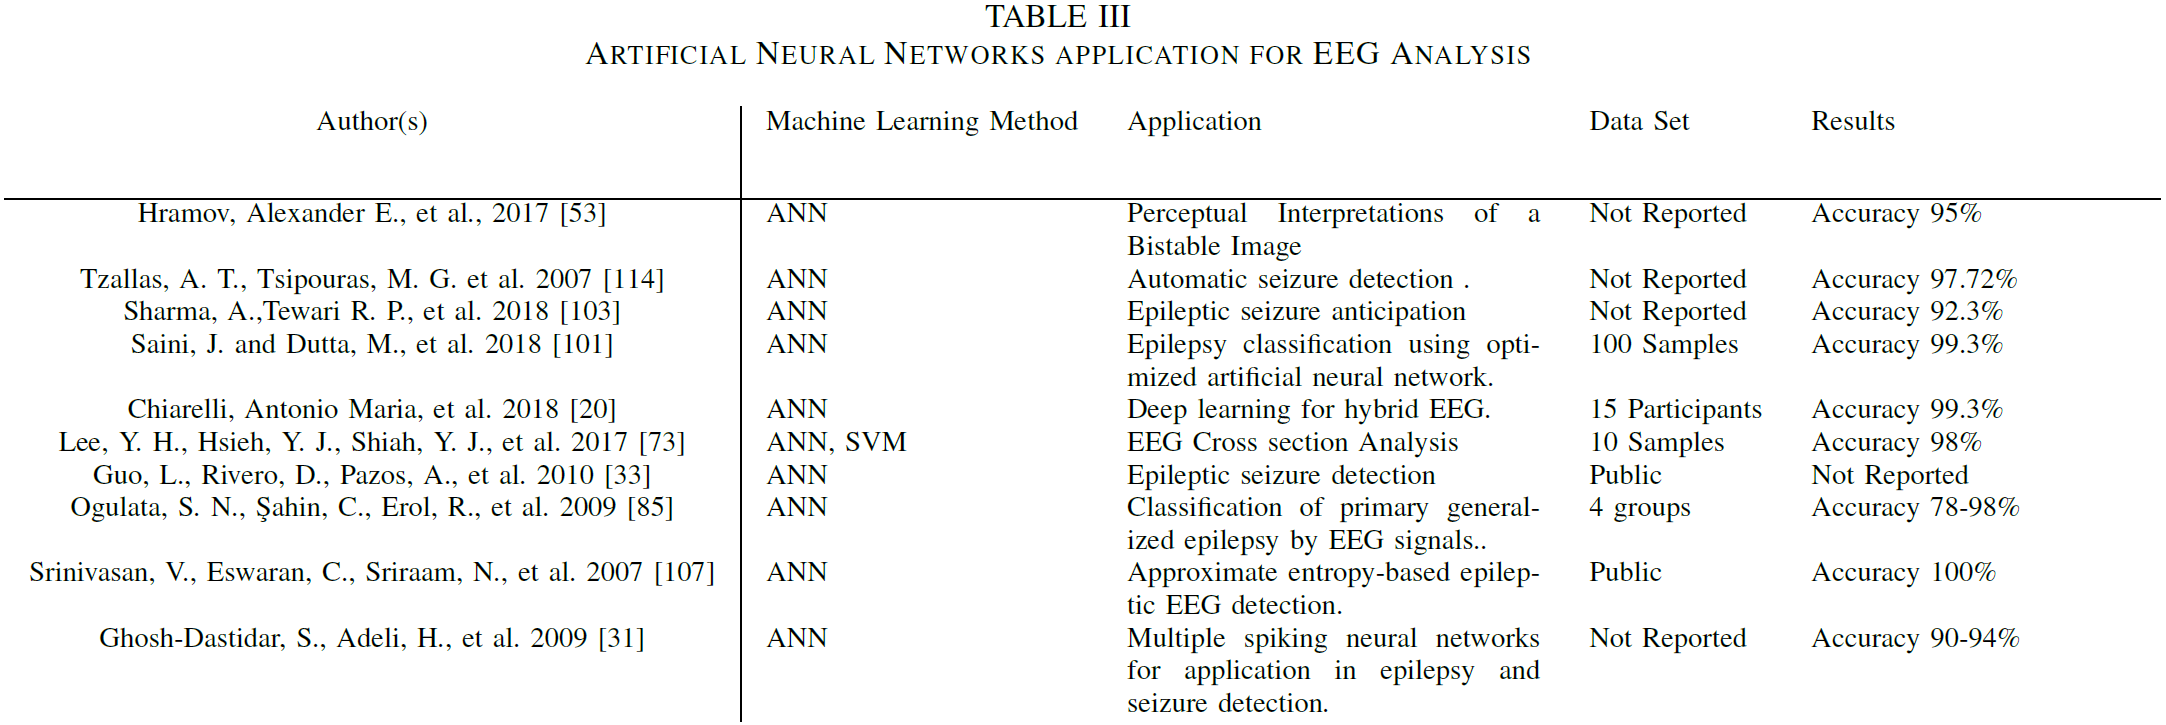 TABLE III
ARTIFICIAL NEURAL NETWORKS APPLICATION FOR EEG ANALYSIS
Author(s) Machine Learning Method Application Data Set Results
Hramov, Alexander E., et al., 2017 [53] ANN Perceptual Interpretations of a Not Reported Accuracy 95%
Bistable Image
Tzallas, A. T., Tsipouras, M. G. et al. 2007 [114] ANN Automatic seizure detection . Not Reported Accuracy 97.72%
Sharma, A.,Tewari R. P., et al. 2018 [103] ANN Epileptic seizure anticipation Not Reported Accuracy 92.3%
Saini, J. and Dutta, M., et al. 2018 [101] ANN Epilepsy classification using opti- 100 Samples Accuracy 99.3%
mized artificial neural network.
Chiarelli, Antonio Maria, et al. 2018 [20] ANN Deep learning for hybrid EEG. 15 Participants Accuracy 99.3%
Lee, Y. H., Hsieh, Y. J., Shiah, Y. J., et al. 2017 [73] ANN, SVM EEG Cross section Analysis 10 Samples Accuracy 98%
Guo, L., Rivero, D., Pazos, A., et al. 2010 [33] ANN Epileptic seizure detection Public Not Reported
Ogulata, S. N., Şahin, C., Erol, R., et al. 2009 [85] ANN Classification of primary general- 4 groups Accuracy 78-98%
ized epilepsy by EEG signals..
Srinivasan, V., Eswaran, C., Sriraam, N., et al. 2007 [107] ANN Approximate entropy-based epilep- Public Accuracy 100%
tic EEG detection.
Ghosh-Dastidar, S., Adeli, H., et al. 2009 [31] ANN Multiple spiking neural networks Not Reported Accuracy 90-94%
for application in epilepsy and
seizure detection.